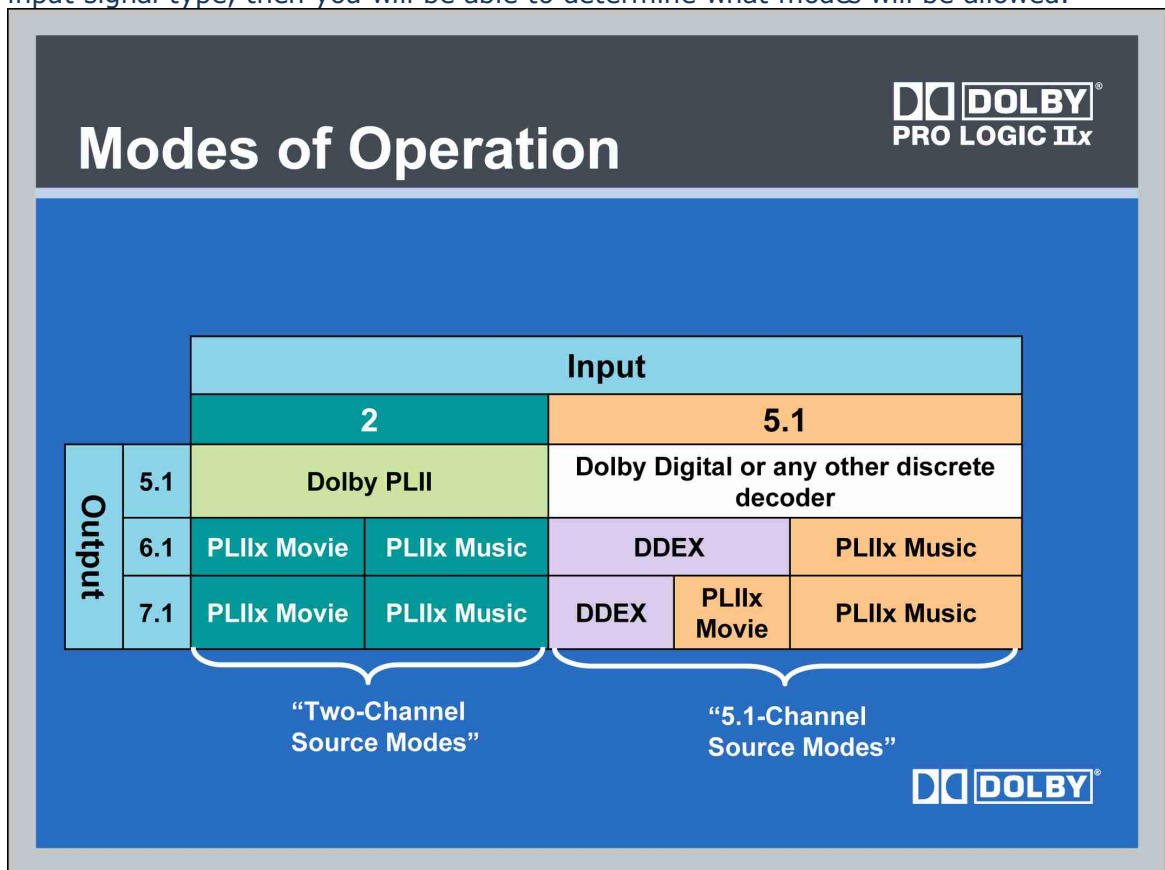 input signal type, then you will be able to determine what modes will be allowed.
DOLBY®
PRO LOGIC IIx
Modes of Operation
Input
2
5.1
Output
5.1
Dolby PLII
Dolby Digital or any other discrete
decoder
6.1
PLIIx Movie
PLIIx Music
DDEX
PLIIx Music
7.1
PLIIx Movie
PLIIx Music
DDEX
PLIIx
Movie
PLIIx Music
“Two-Channel
Source Modes”
“5.1-Channel
Source Modes”
DOLBY®